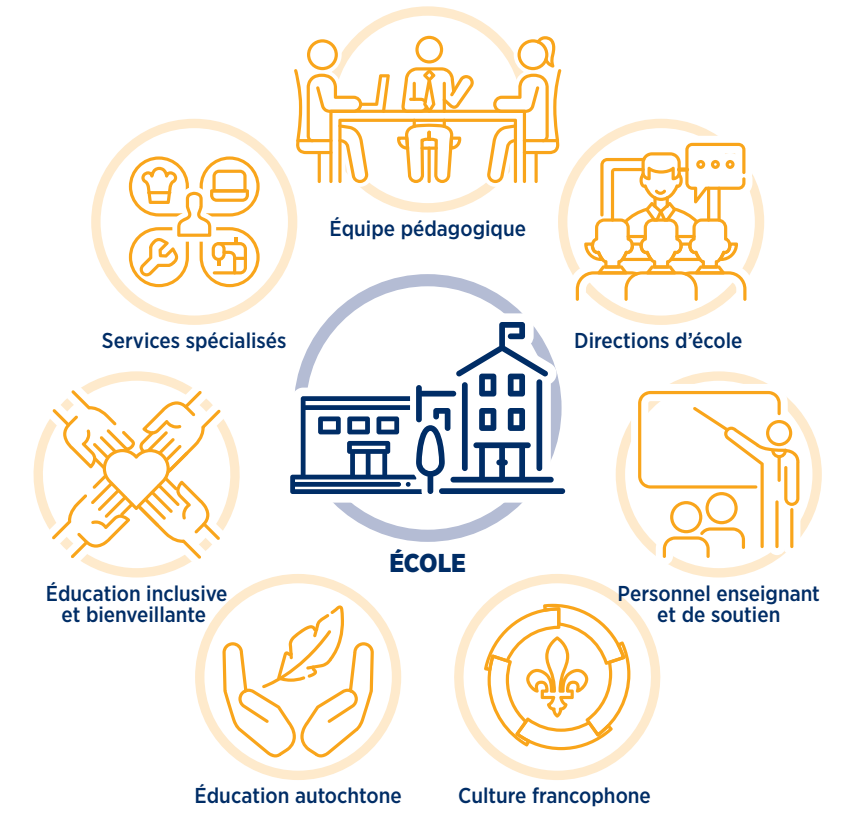 Équipe pédagogique
Services spécialisés
Directions d’école
ÉCOLE
Éducation inclusive
et bienveillante
Personnel enseignant
et de soutien
Éducation autochtone
Culture francophone